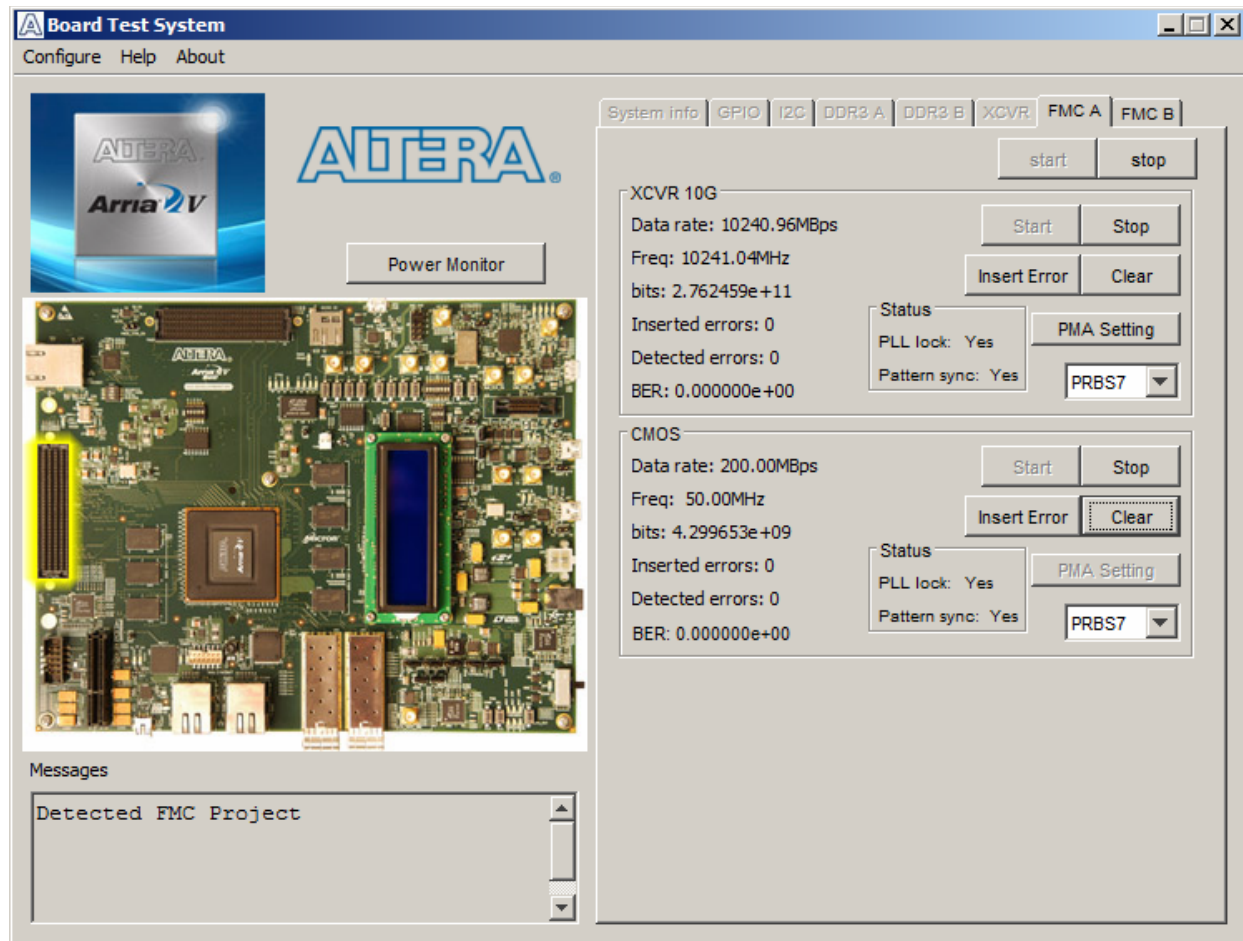 Board Test System
Configure Help About
ALTERA
Arria V
ALTERA®
Power Monitor
ALTERA
Arria V
Messages
Detected FMC Project
System info GPIO I2C DDR3 A DDR3 B XCVR FMC A FMC B
start stop
XCVR 10G
Data rate: 10240.96MBps
Start Stop
Freq: 10241.04MHz
Insert Error Clear
bits: 2.762459e+11
Inserted errors: 0
Detected errors: 0
BER: 0.000000e+00
Status
PLL lock: Yes
Pattern sync: Yes
PMA Setting
PRBS7
CMOS
Data rate: 200.00MBps
Start Stop
Freq: 50.00MHz
Insert Error Clear
bits: 4.299653e+09
Inserted errors: 0
Detected errors: 0
BER: 0.000000e+00
Status
PLL lock: Yes
Pattern sync: Yes
PMA Setting
PRBS7